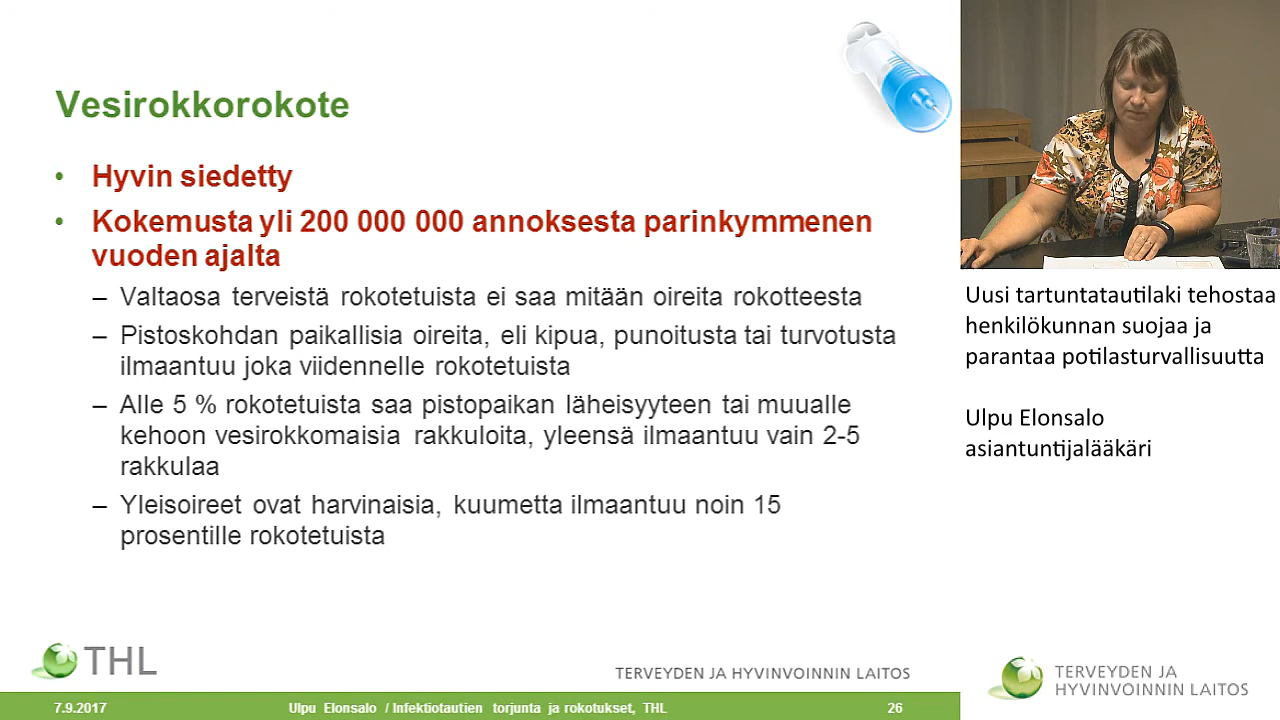 Vesirokkorokote
• Hyvin siedetty
• Kokemusta yli 200 000 000 annoksesta parinkymmenen
vuoden ajalta
– Valtaosa terveistä rokotetuista ei saa mitään oireita rokotteesta
– Pistoskohdan paikallisia oireita, eli kipua, punoitusta tai turvotusta
ilmaantuu joka viidennelle rokotetuista
– Alle 5 % rokotetuista saa pistopaikan läheisyyteen tai muualle
kehoon vesirokkomaisia rakkuloita, yleensä ilmaantuu vain 2-5
rakkulaa
– Yleisoireet ovat harvinaisia, kuumetta ilmaantuu noin 15
prosentille rokotetuista
THL
TERVEYDEN JA HYVINVOINNIN LAITOS
7.9.2017
Ulpu Elonsalo / Infektiotautien torjunta ja rokotukset, THL
26
Uusi tartuntatautilaki tehostaa
henkilökunnan suojaa ja
parantaa potilasturvallisuutta
Ulpu Elonsalo
asiantuntijalääkäri
TERVEYDEN JA
HYVINVOINNIN LAITOS